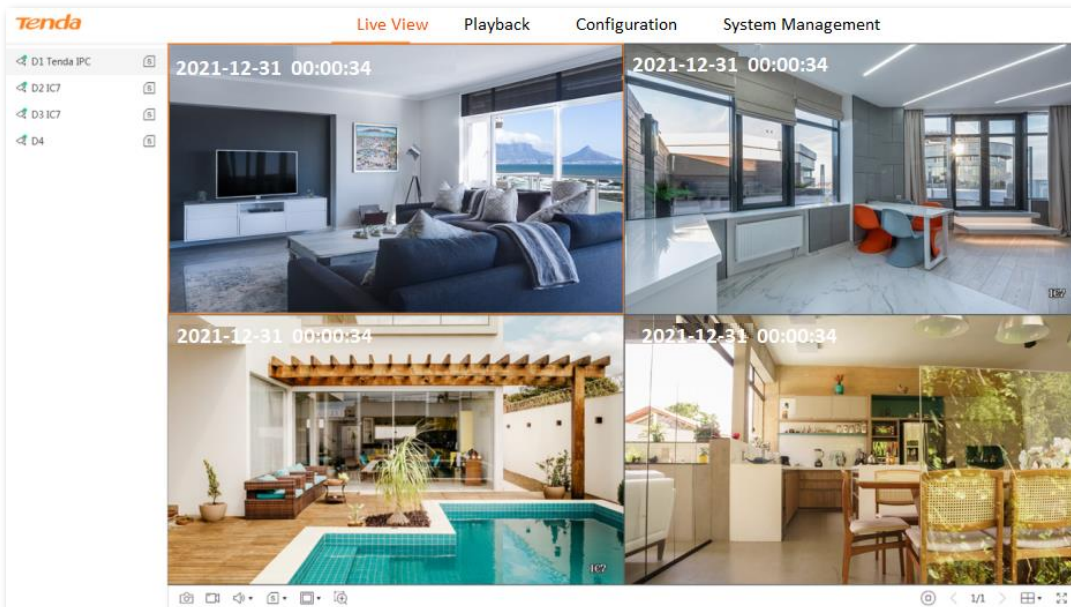 Tenda
Live View Playback Configuration System Management
D1 Tenda IPC S
D2 IC7 S
D3 IC7 S
D4 S
2021-12-31 00:00:34
2021-12-31 00:00:34
IC7
2021-12-31 00:00:34
IC7
2021-12-31 00:00:34
S
1/1